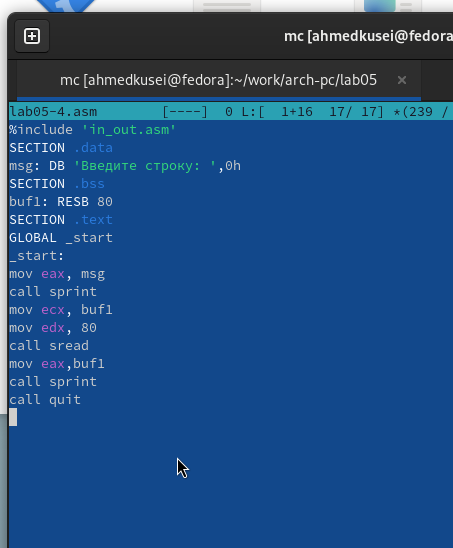 mc [ahmedkusei@fedora
mc [ahmedkusei@fedora]:~/work/arch-pc/lab05 ×
lab05-4.asm [----] 0 L:[ 1+16 17/ 17] *(239 /
%include 'in_out.asm'
SECTION .data
msg: DB 'Введите строку: ',0h
SECTION .bss
buf1: RESB 80
SECTION .text
GLOBAL _start
_start:
mov eax, msg
call sprint
mov ecx, buf1
mov edx, 80
call sread
mov eax,buf1
call sprint
call quit